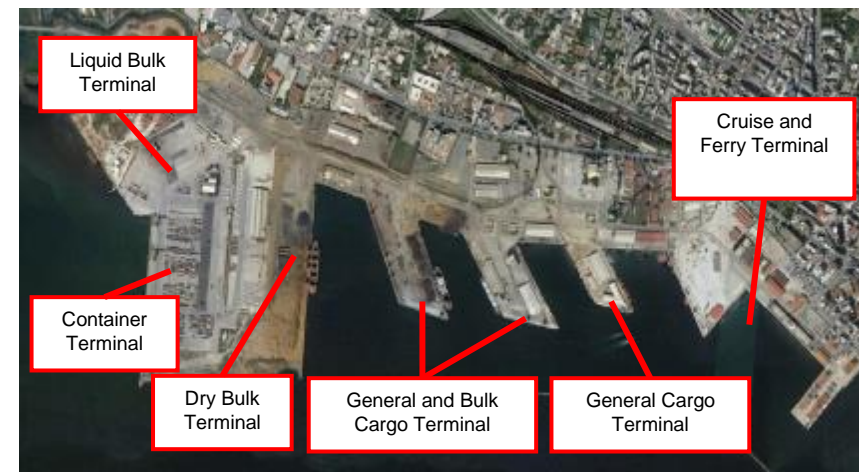 Liquid Bulk
Terminal
Cruise and
Ferry Terminal
Container
Terminal
Dry Bulk
Terminal
General and Bulk
Cargo Terminal
General Cargo
Terminal